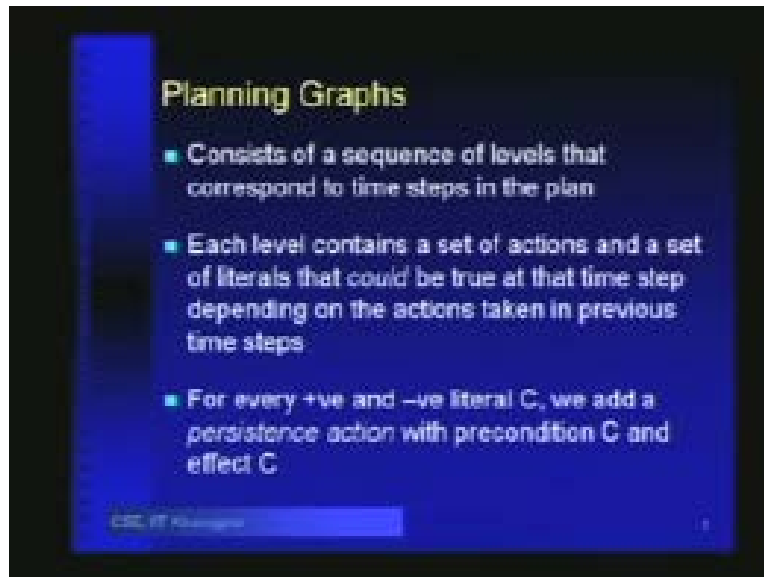 Planning Graphs
Consists of a sequence of levels that
correspond to time steps in the plan
Each level contains a set of actions and a set
of literals that could be true at that time step
depending on the actions taken in previous
time steps
For every +ve and –ve literal C, we add a
persistence action with precondition C and
effect C
CSE, IIT